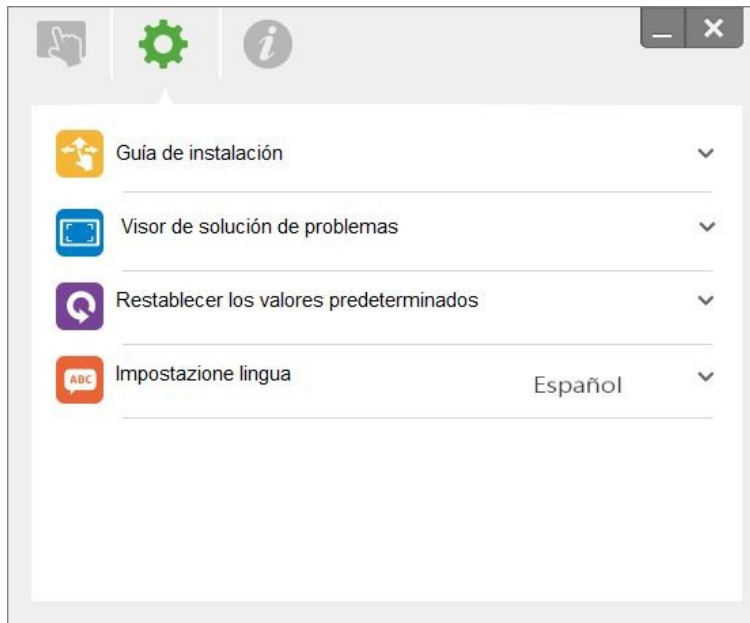 Guía de instalación
Visor de solución de problemas
Restablecer los valores predeterminados
ABC
Impostazione lingua
Español